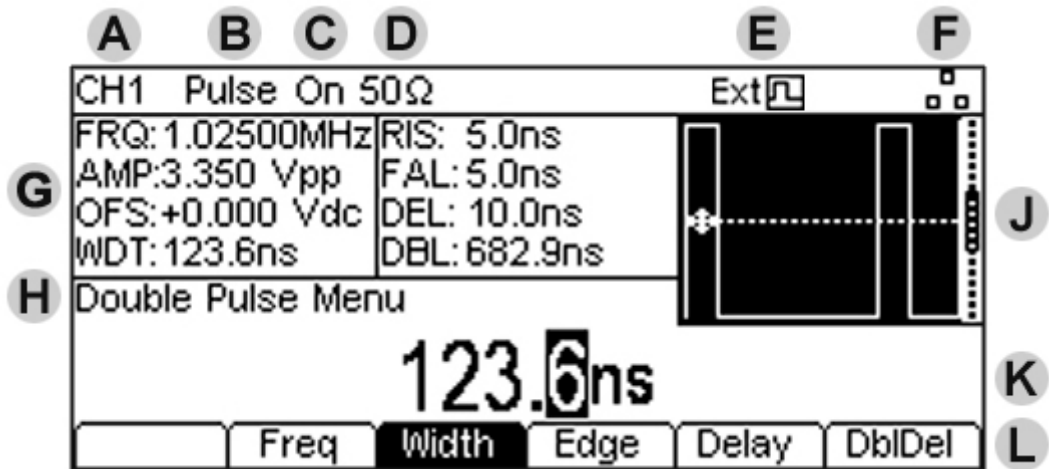 A B C D E F
CH1 Pulse On 50Ω Ext
FRQ:1.02500MHz RIS: 5.0ns
G
AMP:3.350 Vpp FAL:5.0ns
OFS:+0.000 Vdc DEL: 10.0ns
J
WDT:123.6ns DBL:682.9ns
H Double Pulse Menu
123.6ns
K
Freq Width Edge Delay DblDel
L